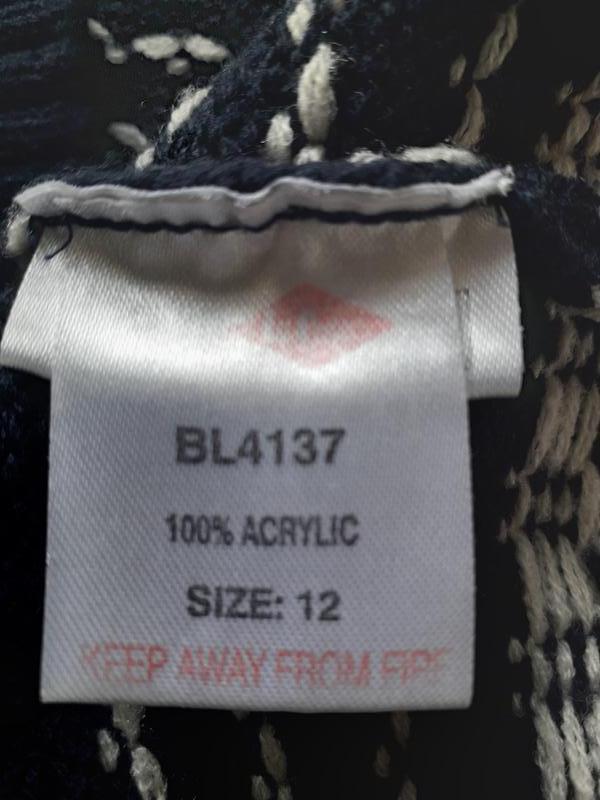 BL4137
100% ACRYLIC
SIZE: 12
KEEP AWAY FROM FIRE